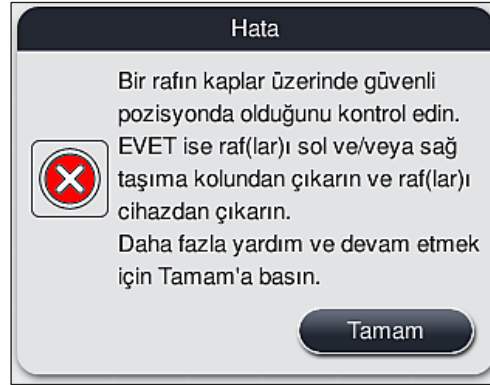 Hata
Bir rafın kaplar üzerinde güvenli
pozisyonda olduğunu kontrol edin.
EVET ise raf(lar)ı sol ve/veya sağ
taşıma kolundan çıkarın ve raf(lar)ı
cihazdan çıkarın.
Daha fazla yardım ve devam etmek
için Tamam'a basın.
Tamam